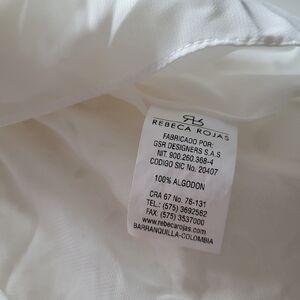 REBECA ROJAS
FABRICADO POR:
GSR DESIGNERS S.A.S
NIT. 900.260.368-4
CODIGO SIC No. 20407
100% ALGODON
CRA 67 No. 76-131
TEL.: (575) 3692582
FAX: (575) 3537000
www.rebecarojas.com
BARRANQUILLA-COLOMBIA